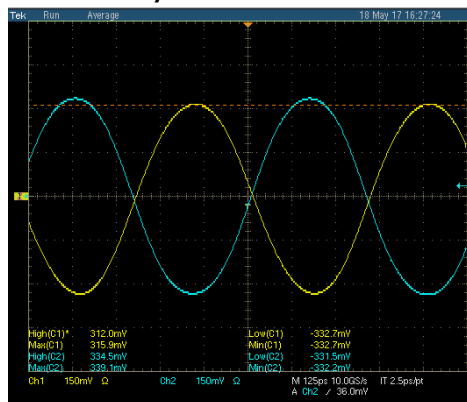 Tek Run Average 18 May 17 16:27:24
High(C1)* 312.0mV Low(C1) -332.7mV
Max(C1) 315.9mV Min(C1) -332.7mV
High(C2) 334.5mV Low(C2) -331.5mV
Max(C2) 339.1mV Min(C2) -332.2mV
Ch1 150mV Ω Ch2 150mV Ω M 125ps 10.0GS/s IT 2.5ps/pt
A Ch2 ∕ 36.0mV